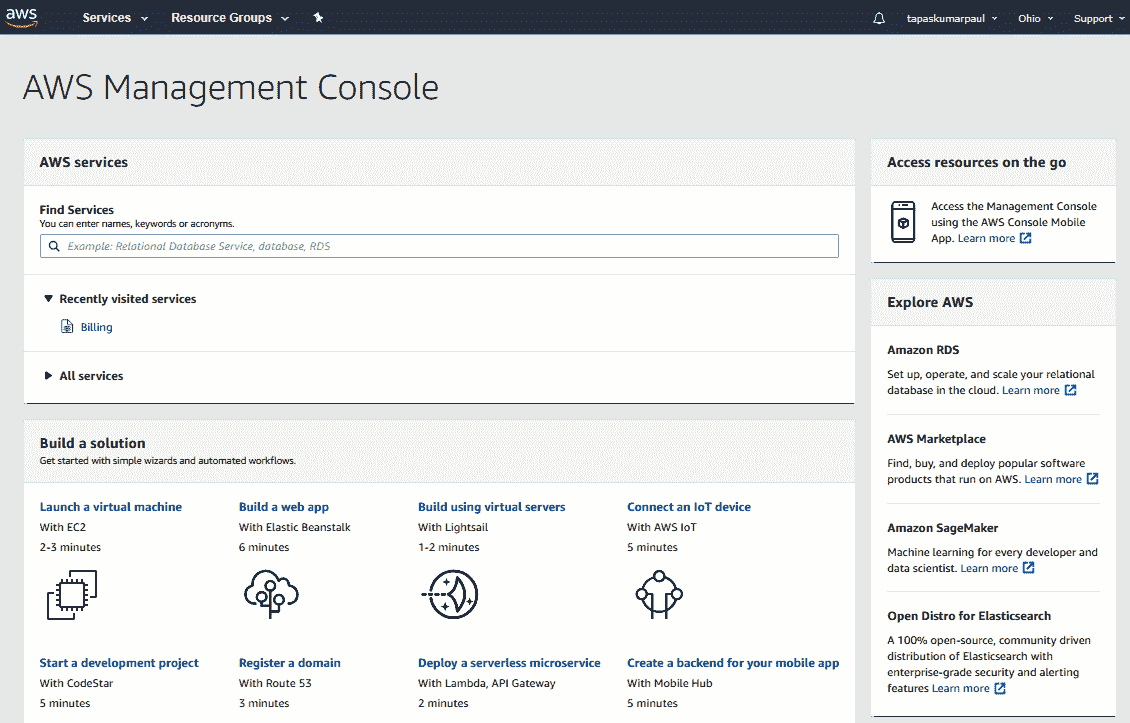 aws Services Resource Groups tapaskumarpaul Ohio Support
AWS Management Console
AWS services
Find Services
You can enter names, keywords or acronyms.
Example: Relational Database Service, database, RDS
Recently visited services
Billing
All services
Build a solution
Get started with simple wizards and automated workflows.
Launch a virtual machine
With EC2
2-3 minutes
Build a web app
With Elastic Beanstalk
6 minutes
Build using virtual servers
With Lightsail
1-2 minutes
Connect an IoT device
With AWS IoT
5 minutes
Start a development project
With CodeStar
5 minutes
Register a domain
With Route 53
3 minutes
Deploy a serverless microservice
With Lambda, API Gateway
2 minutes
Create a backend for your mobile app
With Mobile Hub
5 minutes
Access resources on the go
Access the Management Console
using the AWS Console Mobile
App. Learn more
Explore AWS
Amazon RDS
Set up, operate, and scale your relational
database in the cloud. Learn more
AWS Marketplace
Find, buy, and deploy popular software
products that run on AWS. Learn more
Amazon SageMaker
Machine learning for every developer and
data scientist. Learn more
Open Distro for Elasticsearch
A 100% open-source, community driven
distribution of Elasticsearch with
enterprise-grade security and alerting
features Learn more